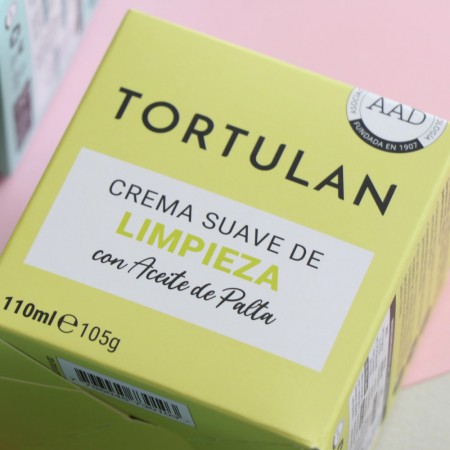 TORTULAN
AAD
FUNDADA EN 1907
CREMA SUAVE DE
LIMPIEZA
con Aceite de Palta
110ml e 105g